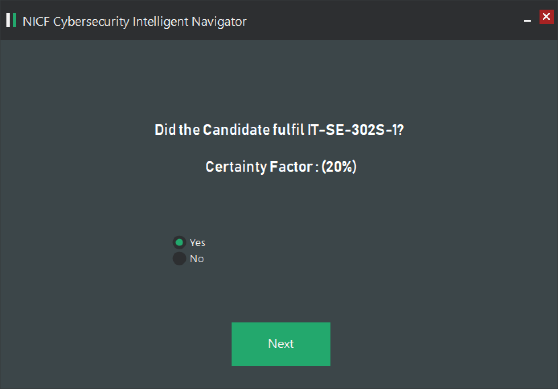 NICF Cybersecurity Intelligent Navigator
Did the Candidate fulfil IT-SE-302S-1?
Certainty Factor : (20%)
Yes
No
Next